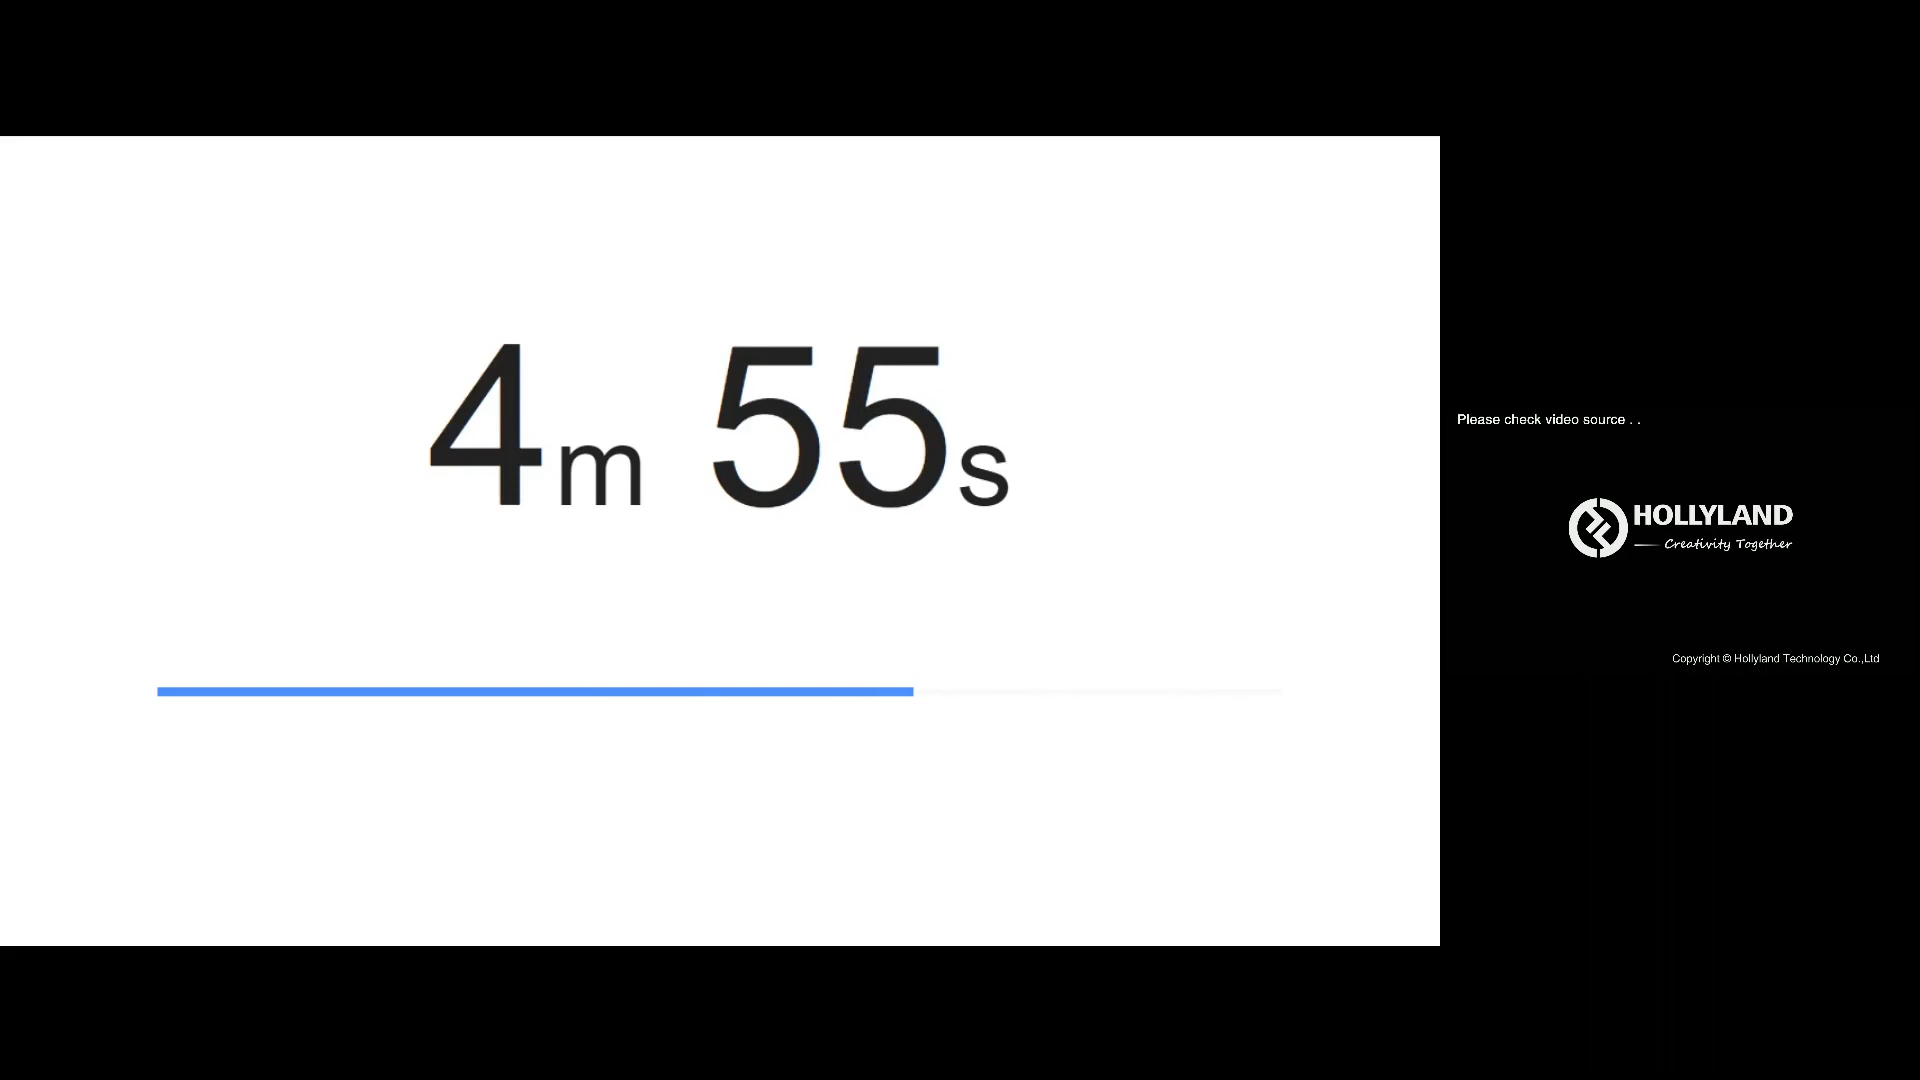 4m 55s
Please check video source . .
HOLLYLAND
Creativity Together
Copyright © Hollyland Technology Co.,Ltd